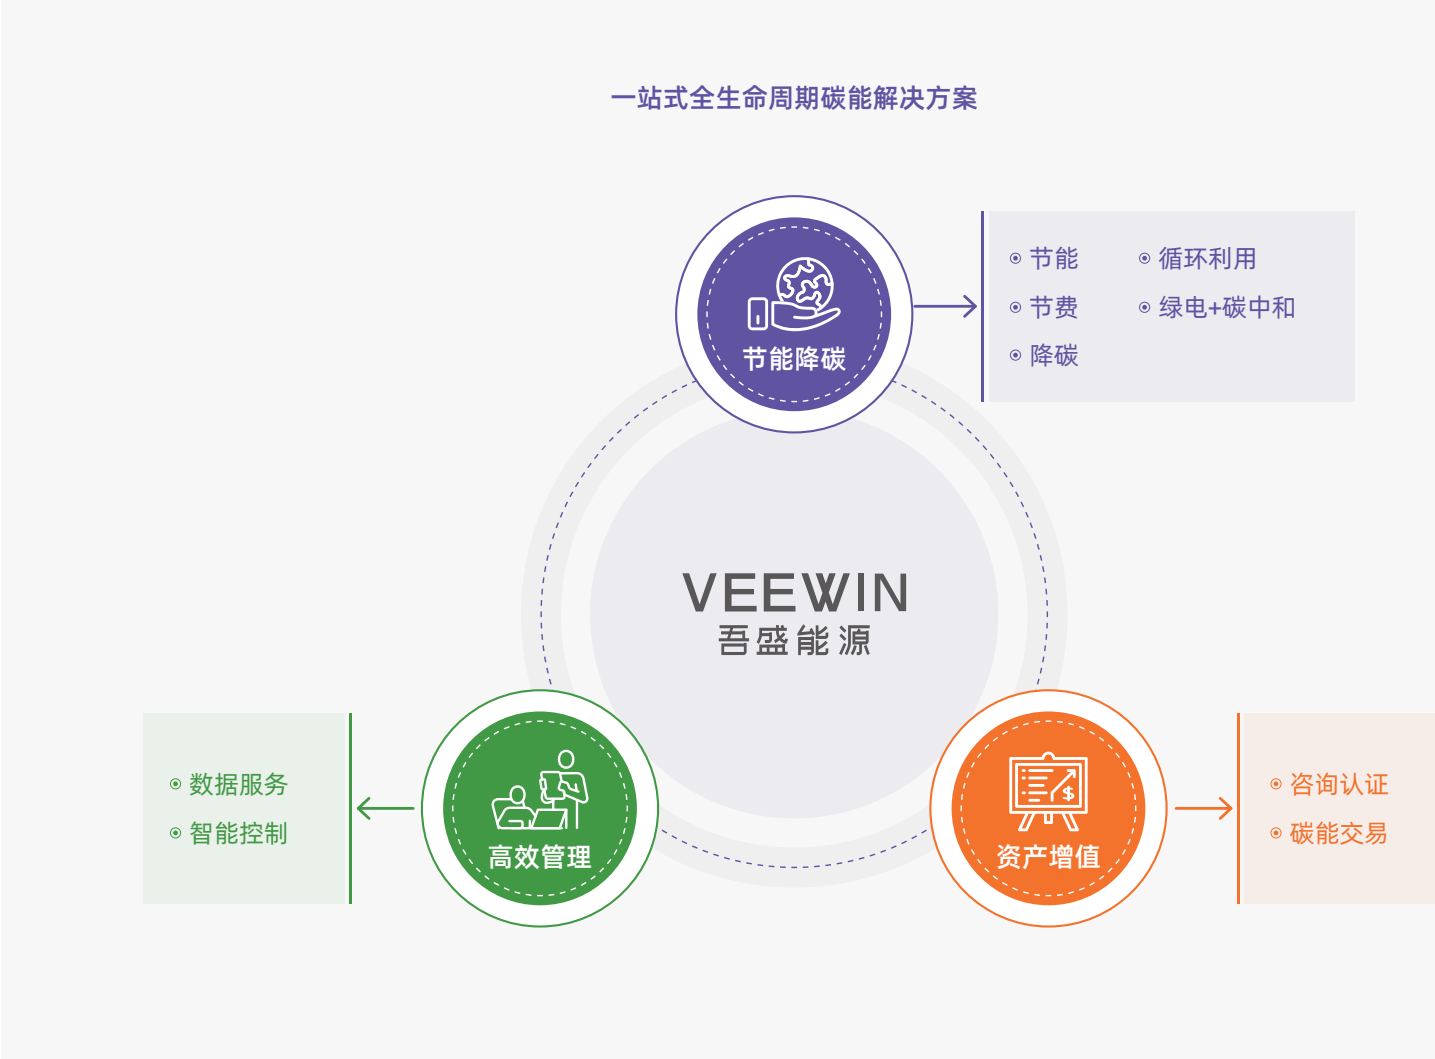 一站式全生命周期碳能解决方案
节能降碳
节能
循环利用
节费
绿电+碳中和
降碳
VEEWIN
吾盛能源
数据服务
智能控制
高效管理
$
资产增值
咨询认证
碳能交易